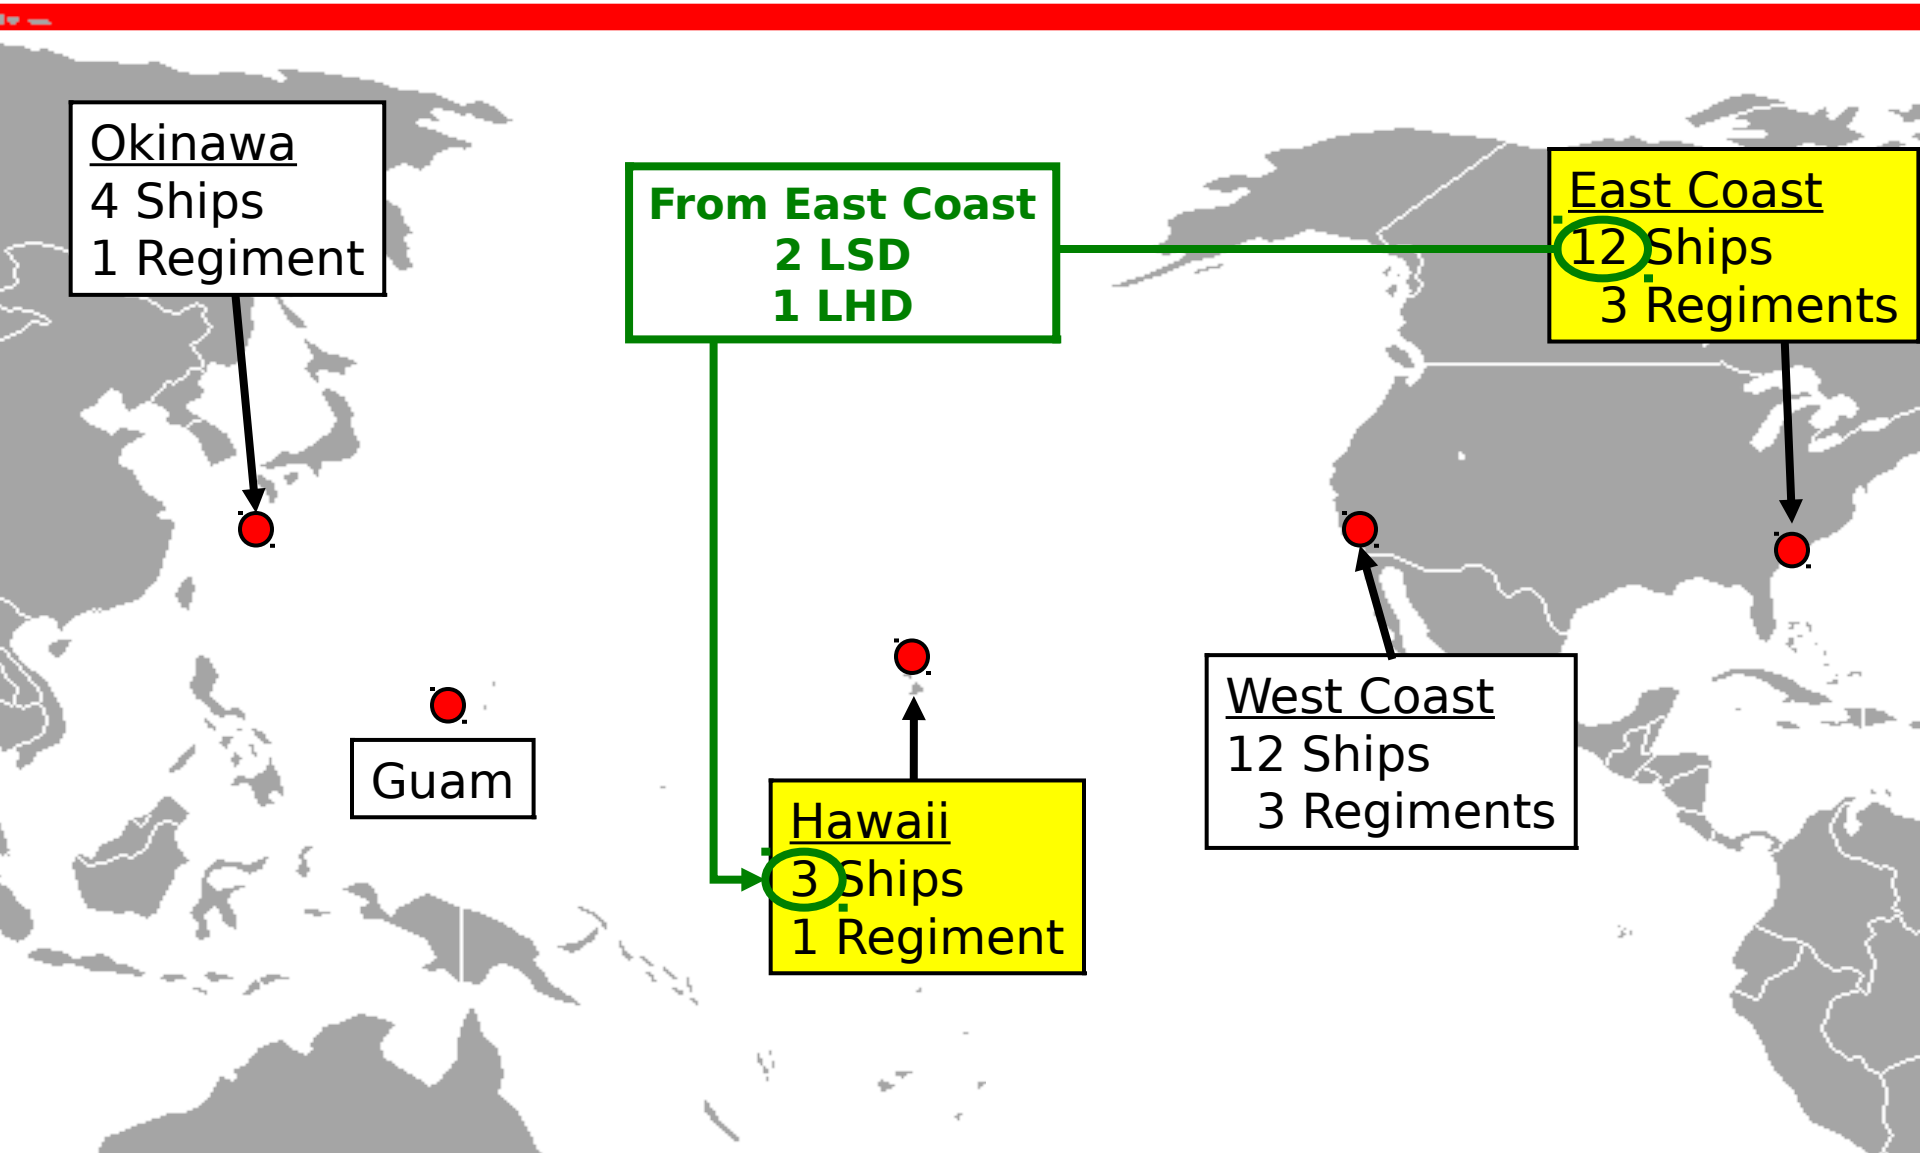 Okinawa
4 Ships
1 Regiment
From East Coast
2 LSD
1 LHD
East Coast
12 Ships
3 Regiments
Guam
Hawaii
3 Ships
1 Regiment
West Coast
12 Ships
3 Regiments